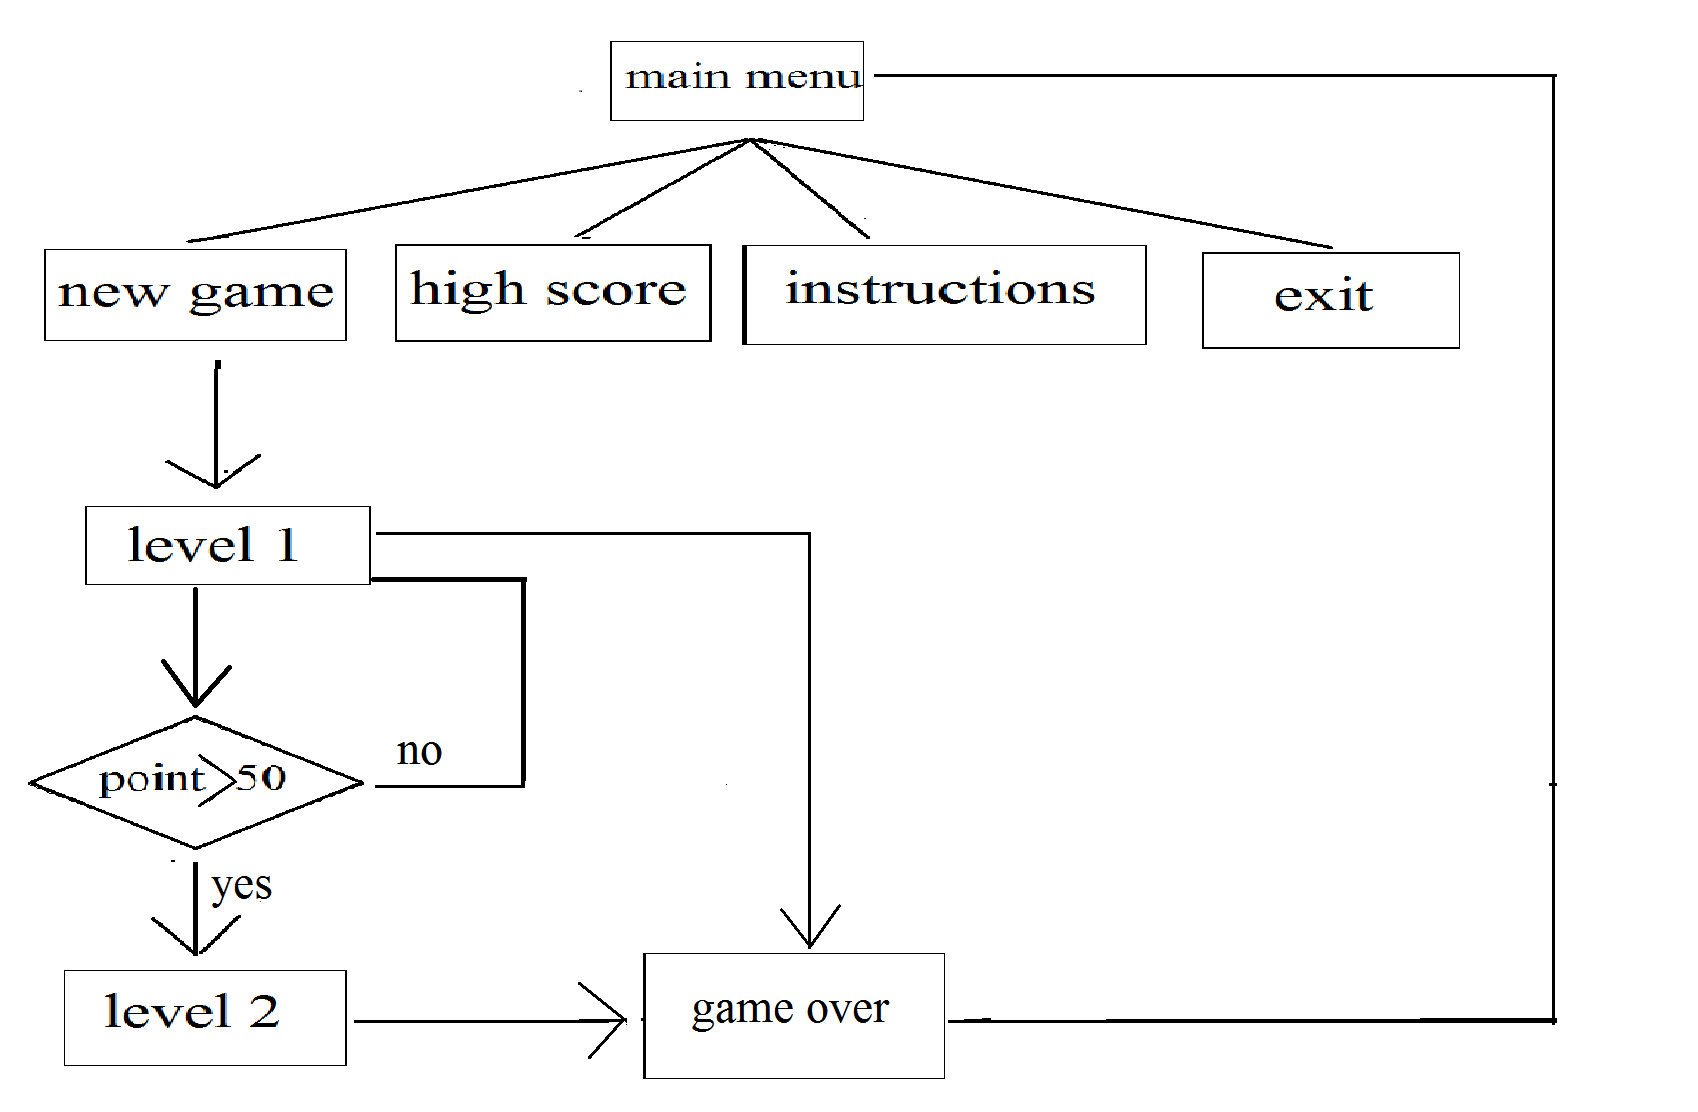 main menu
new game
high score
instructions
exit
level 1
point>50
no
yes
level 2
game over